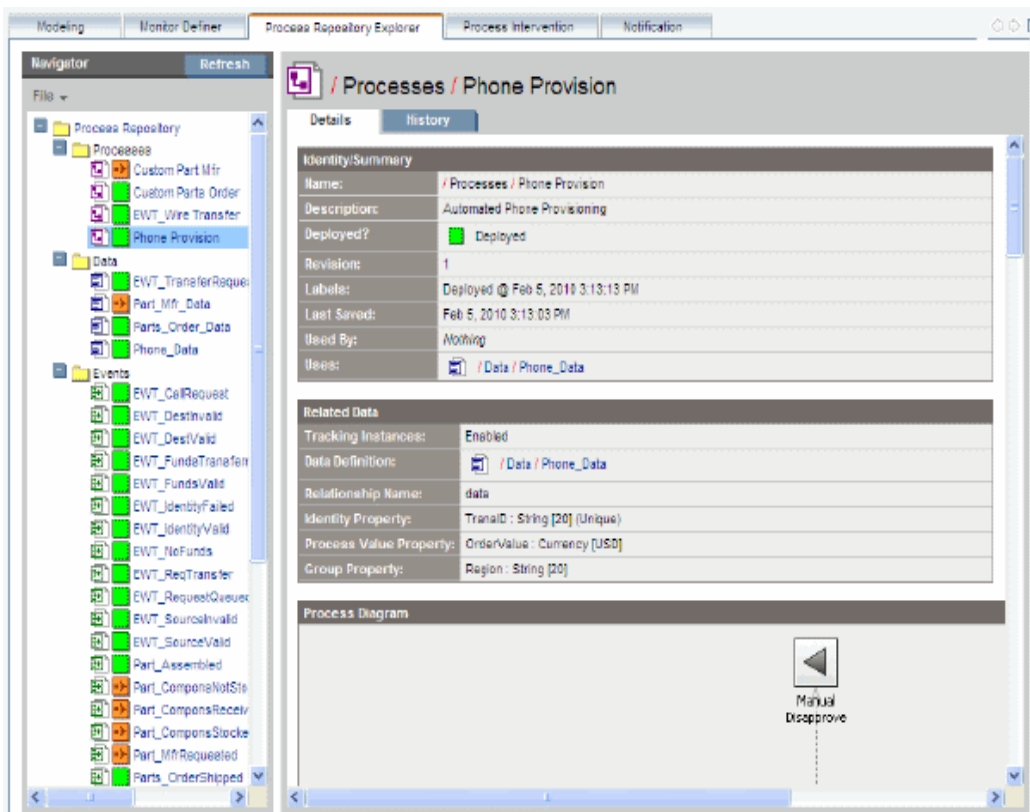 Modeling
Monitor Definer
Process Repository Explorer
Process Intervention
Notification
Navigator
Refresh
File
Process Repository
Processes
Custom Part Mfr
Custom Parts Order
EWT_Wire Transfer
Phone Provision
Data
EWT_TransferReques
Part_Mfr_Data
Parts_Order_Data
Phone_Data
Events
EWT_CallRequest
EWT_DestInvalid
EWT_DestValid
EWT_FundsTransferr
EWT_FundsValid
EWT_IdentityFailed
EWT_IdentityValid
EWT_NoFunds
EWT_ReqTransfer
EWT_RequestQueued
EWT_SourceInvalid
EWT_SourceValid
Part_Assembled
Part_ComponsNotSto
Part_ComponsReceiv
Part_ComponsStocke
Part_MfrRequested
Parts_OrderShipped
/ Processes / Phone Provision
Details
History
Identity/Summary
Name: / Processes / Phone Provision
Description: Automated Phone Provisioning
Deployed? Deployed
Revision: 1
Labels: Deployed @ Feb 5, 2010 3:13:13 PM
Last Saved: Feb 5, 2010 3:13:03 PM
Used By: Nothing
Uses: / Data / Phone_Data
Related Data
Tracking Instances: Enabled
Data Definition: / Data / Phone_Data
Relationship Name: data
Identity Property: TransID : String [20] (Unique)
Process Value Property: OrderValue : Currency [USD]
Group Property: Region : String [20]
Process Diagram
Manual
Disapprove